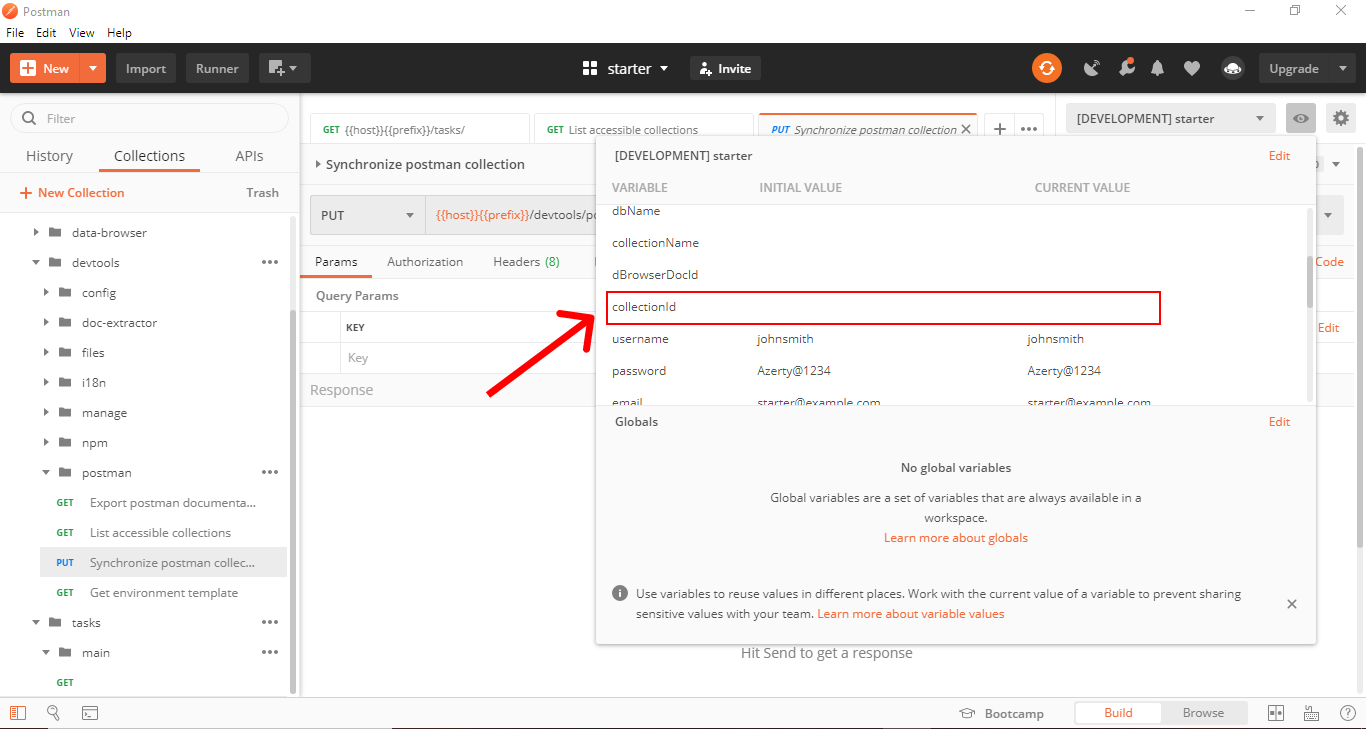 Postman
File Edit View Help
New Import Runner starter Invite Upgrade
Filter
History Collections APIs
New Collection Trash
data-browser
devtools
config
doc-extractor
files
i18n
manage
npm
postman
GET Export postman documenta...
GET List accessible collections
PUT Synchronize postman collec...
GET Get environment template
tasks
main
GET
GET {{host}}{{prefix}}/tasks/ GET List accessible collections PUT Synchronize postman collection
[DEVELOPMENT] starter
Synchronize postman collection
PUT {{host}}{{prefix}}/devtools/po
Params Authorization Headers (8)
Code
Query Params
KEY
Edit
Key
Response
[DEVELOPMENT] starter Edit
VARIABLE INITIAL VALUE CURRENT VALUE
dbName
collectionName
dBrowserDocId
collectionId
username johnsmith johnsmith
password Azerty@1234 Azerty@1234
email starter@example.com starter@example.com
Globals Edit
No global variables
Global variables are a set of variables that are always available in a
workspace.
Learn more about globals
Use variables to reuse values in different places. Work with the current value of a variable to prevent sharing
sensitive values with your team. Learn more about variable values
Hit Send to get a response
Bootcamp Build Browse